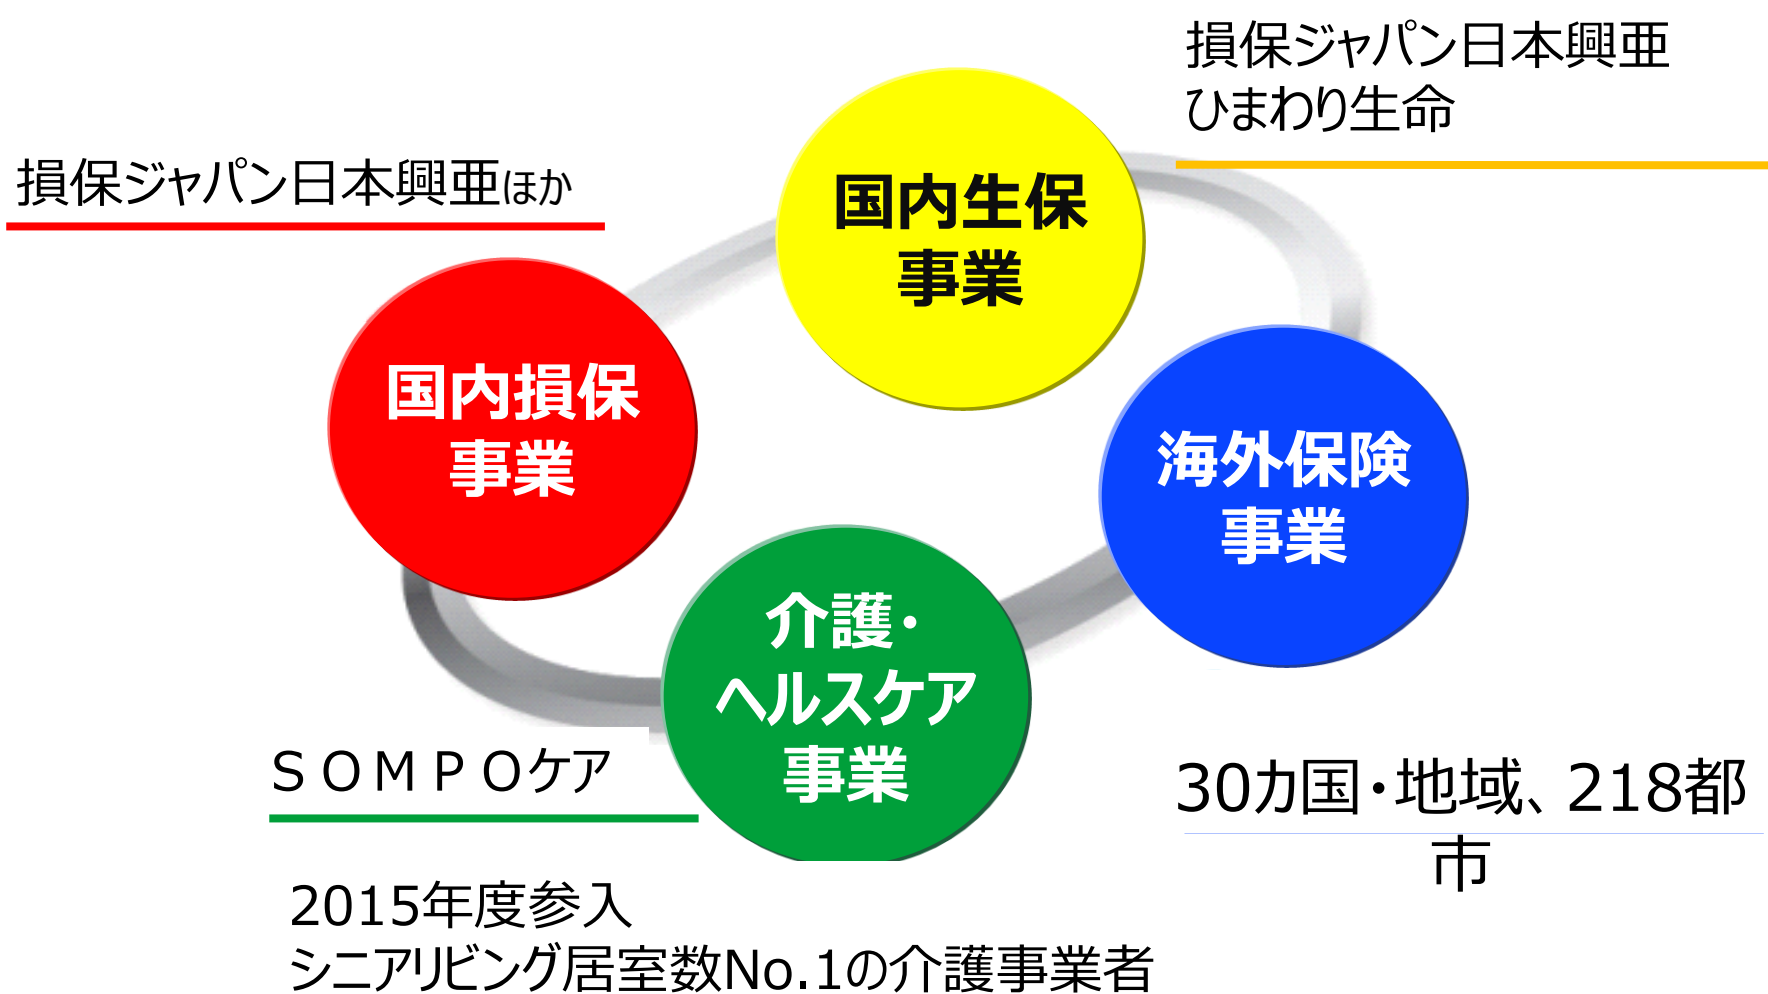 損保ジャパン日本興亜
ひまわり生命
損保ジャパン日本興亜ほか
国内生保
事業
国内損保
事業
海外保険
事業
介護・
ヘルスケア
事業
ＳＯＭＰＯケア
30カ国・地域、218都
市
2015年度参入
シニアリビング居室数No.1の介護事業者